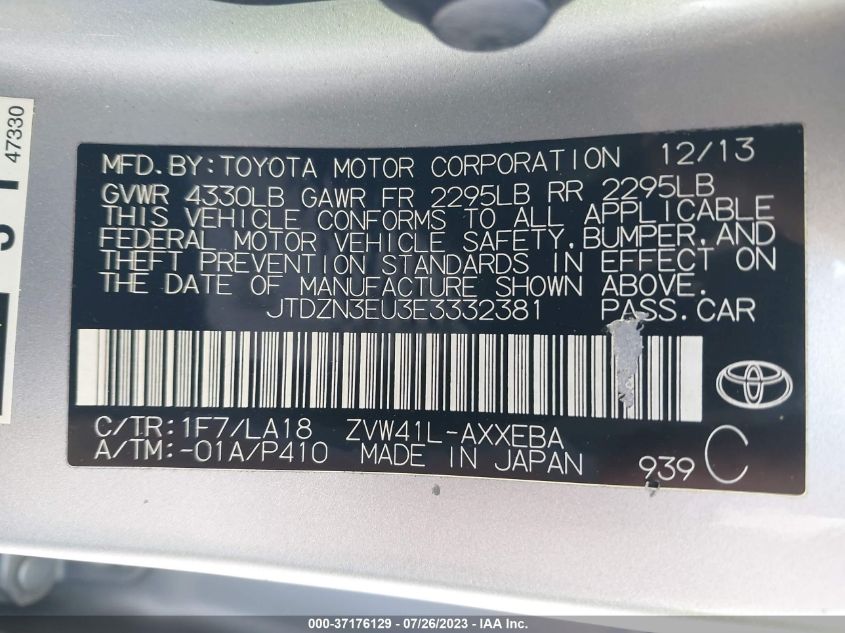 47330
MFD.BY:TOYOTA MOTOR CORPORATION 12/13
GVWR 4330LB GAWR FR 2295LB RR 2295LB
THIS VEHICLE CONFORMS TO ALL APPLICABLE
FEDERAL MOTOR VEHICLE SAFETY,BUMPER,AND
THEFT PREVENTION STANDARDS IN EFFECT ON
THE DATE OF MANUFACTURE SHOWN ABOVE.
JTDZN3EU3E3332381 PASS.CAR
C/TR:1F7/LA18 ZVW41L-AXXEBA
A/TM:-01A/P410 MADE IN JAPAN 939 C
000-37176129 - 07/26/2023 - IAA Inc.